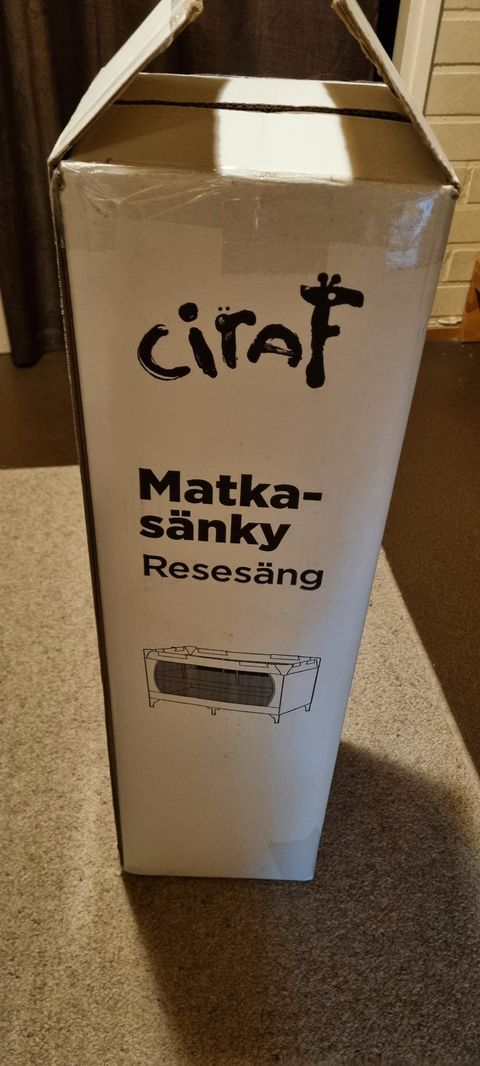 ciraF
Matka-
sänky
Resesäng